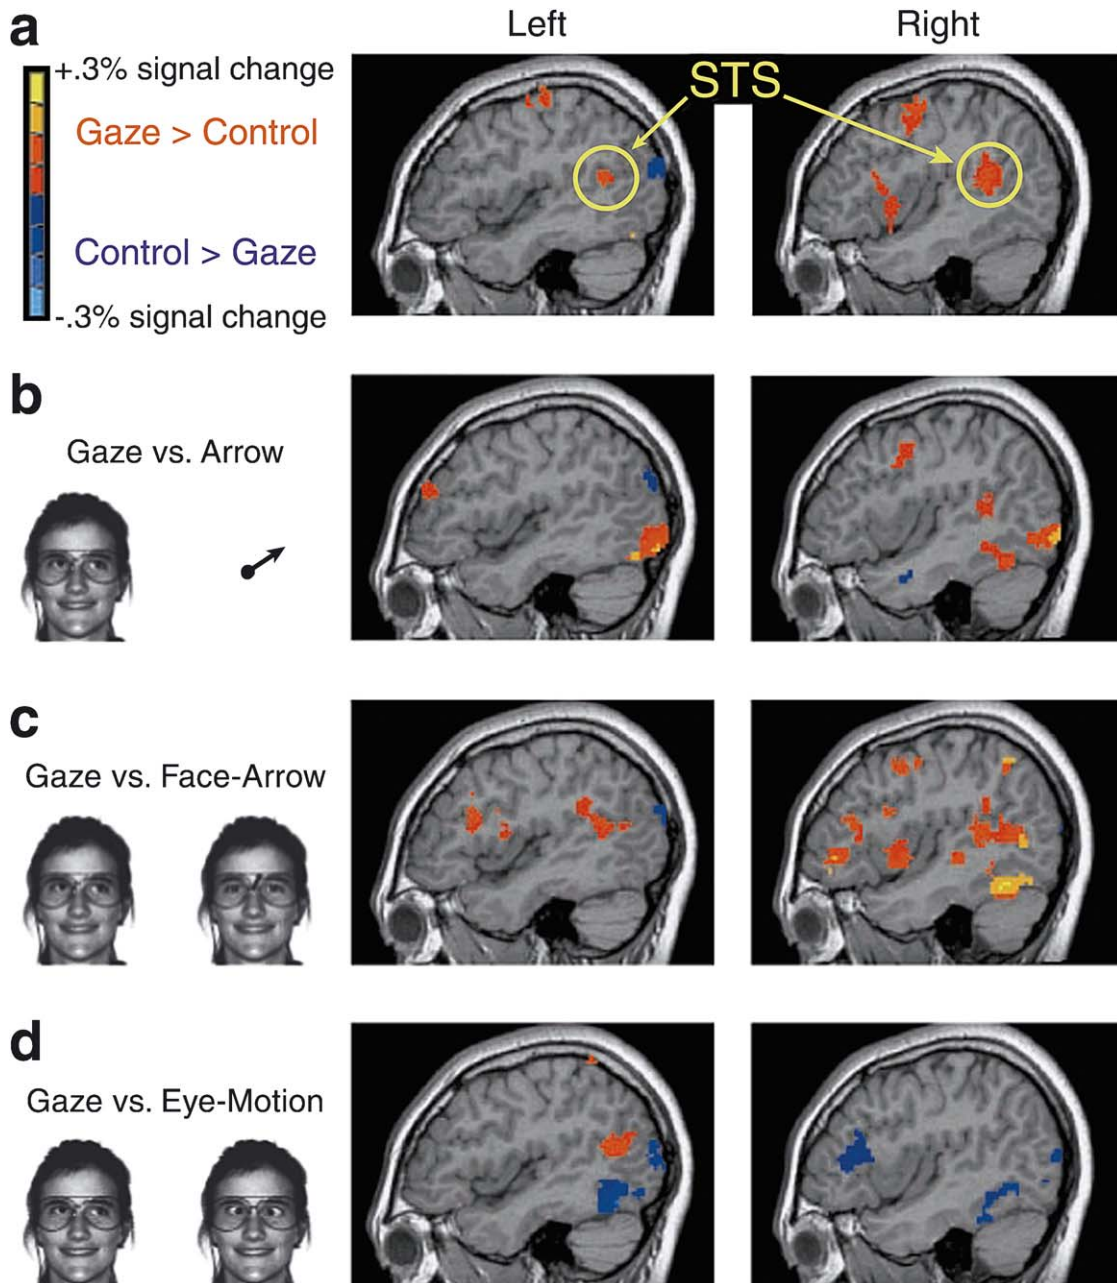 a
Left
Right
+.3% signal change
STS
Gaze > Control
Control > Gaze
-.3% signal change
b
Gaze vs. Arrow
c
Gaze vs. Face-Arrow
d
Gaze vs. Eye-Motion